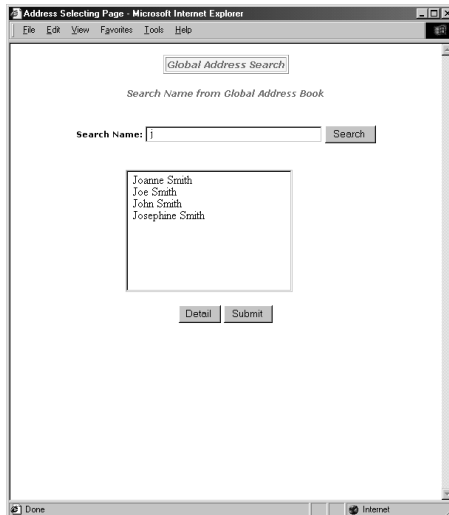 Address Selecting Page - Microsoft Internet Explorer
File Edit View Favorites Tools Help
Global Address Search
Search Name from Global Address Book
Search Name: j Search
Joanne Smith
Joe Smith
John Smith
Josephine Smith
Detail Submit
Done Internet